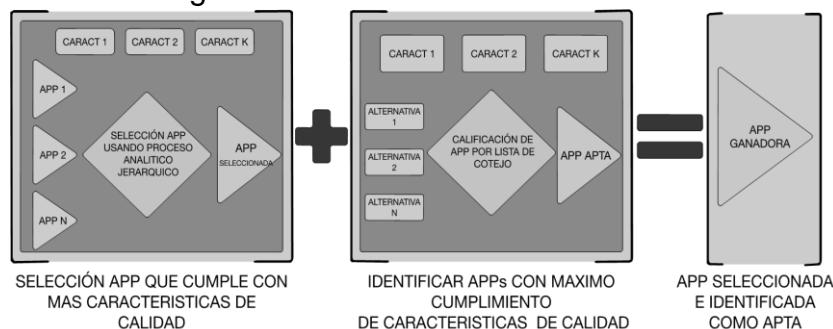 CARACT 1
CARACT 2
CARACT K
APP 1
APP 2
APP N
SELECCIÓN APP
USANDO PROCESO
ANALITICO
JERARQUICO
APP
SELECCIONADA
CARACT 1
CARACT 2
CARACT K
ALTERNATIVA
1
ALTERNATIVA
2
ALTERNATIVA
N
CALIFICACIÓN DE
APP POR LISTA DE
COTEJO
APP APTA
APP
GANADORA
SELECCIÓN APP QUE CUMPLE CON
MAS CARACTERISTICAS DE
CALIDAD
IDENTIFICAR APPs CON MAXIMO
CUMPLIMIENTO
DE CARACTERISTICAS DE CALIDAD
APP SELECCIONADA
E IDENTIFICADA
COMO APTA